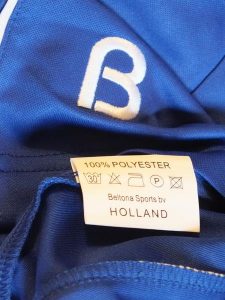 B
100% POLYESTER
30° P
Beltona Sports bv
HOLLAND